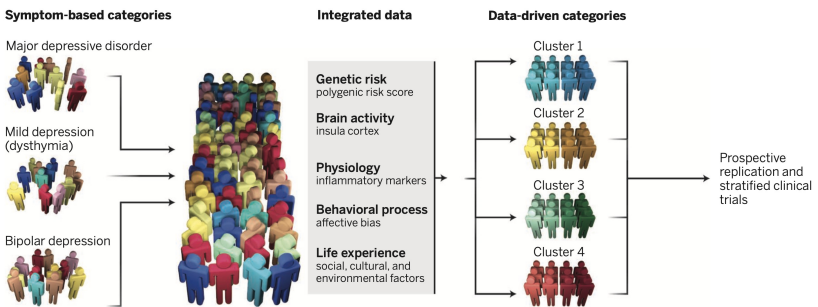 Symptom-based categories
Integrated data
Data-driven categories
Major depressive disorder
Mild depression
(dysthymia)
Bipolar depression
Genetic risk
polygenic risk score
Brain activity
insula cortex
Physiology
inflammatory markers
Behavioral process
affective bias
Life experience
social, cultural, and
environmental factors
Cluster 1
Cluster 2
Cluster 3
Cluster 4
Prospective
replication and
stratified clinical
trials